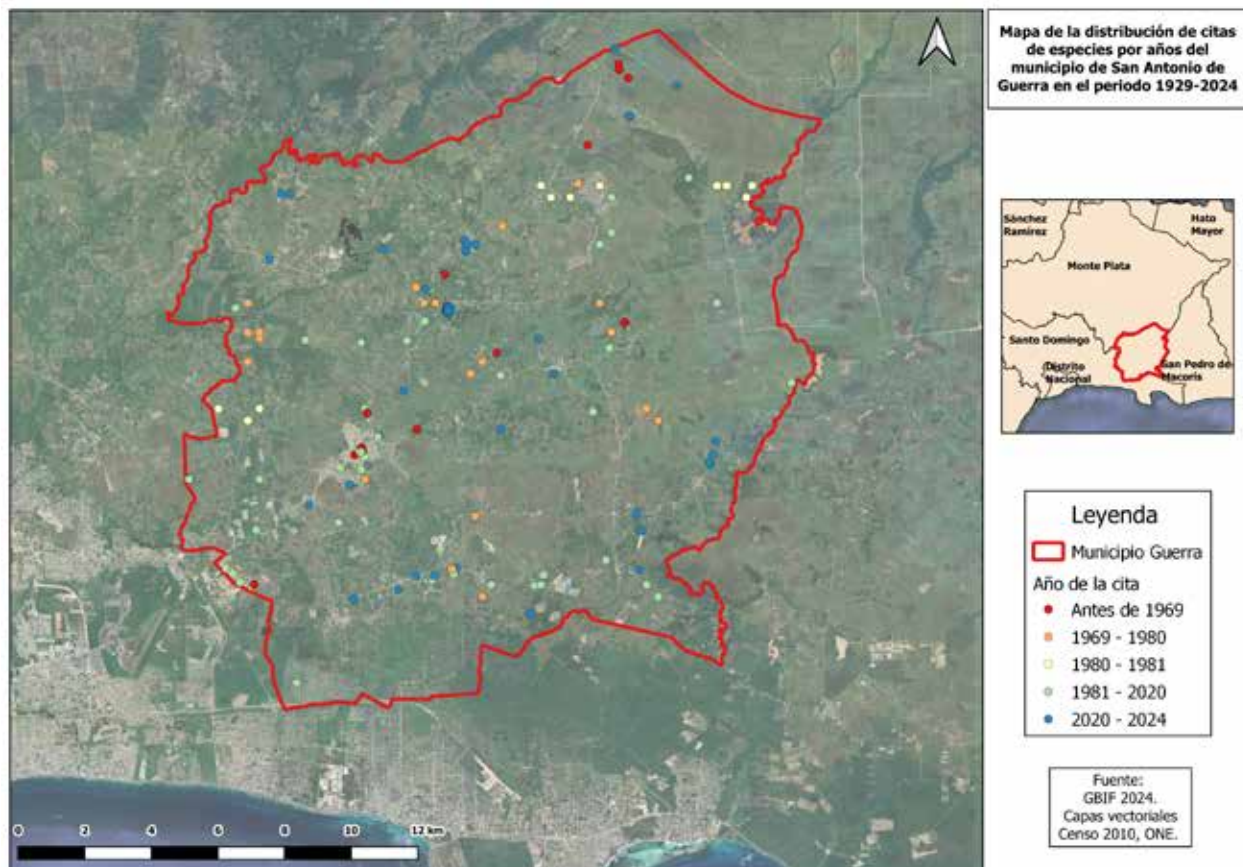 Mapa de la distribución de citas
de especies por años del
municipio de San Antonio de
Guerra en el periodo 1929-2024
Sánchez
Ramírez
Hato
Mayor
Monte Plata
Santo Domingo
Distrito
Nacional
San Pedro de
Macorís
Leyenda
Municipio Guerra
Año de la cita
Antes de 1969
1969 - 1980
1980 - 1981
1981 - 2020
2020 - 2024
Fuente:
GBIF 2024.
Capas vectoriales
Censo 2010, ONE.
0 2 4 6 8 10 12 km